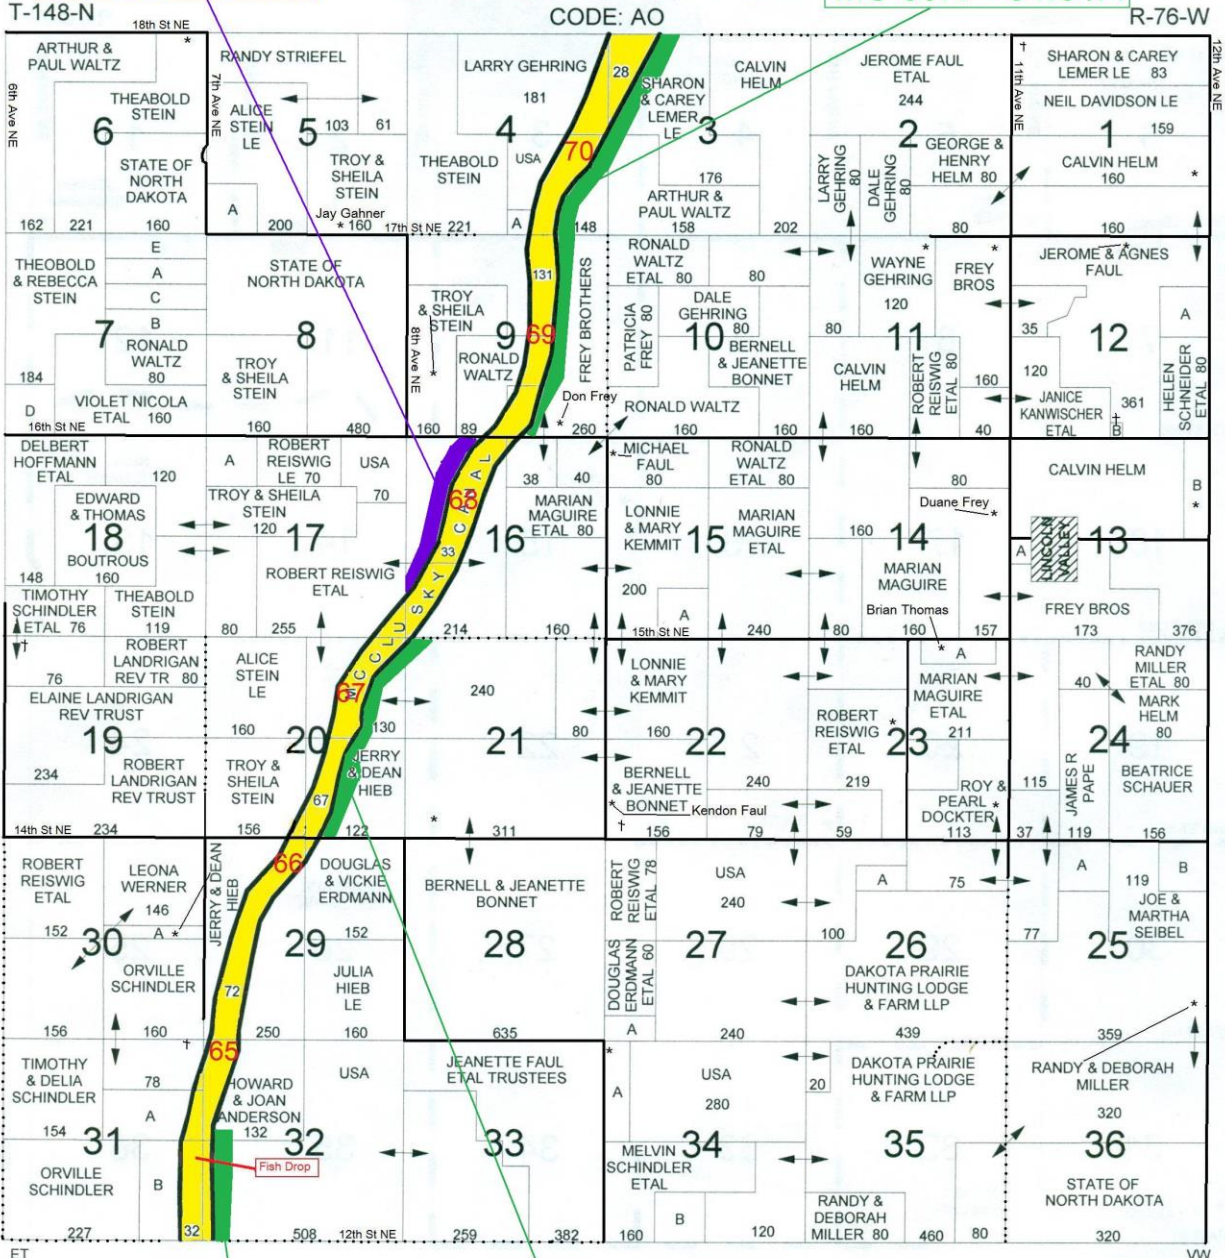 T-148-N
CODE: AO
R-76-W
18th St NE
12th Ave NE
6th Ave NE
7th Ave NE
11th Ave NE
ARTHUR &
PAUL WALTZ
*
THEABOLD
STEIN
6
STATE OF
NORTH
DAKOTA
162
221
160
RANDY STRIEFEL
ALICE
STEIN
LE
5
103
61
TROY &
SHEILA
STEIN
A
200
Jay Gahner
* 160
17th St NE
LARRY GEHRING
181
4
USA
THEABOLD
STEIN
A
221
28
70
148
SHARON
& CAREY
LEMER
LE
3
CALVIN
HELM
176
ARTHUR &
PAUL WALTZ
158
202
JEROME FAUL
ETAL
244
2
LARRY
GEHRING
80
DALE
GEHRING
80
GEORGE &
HENRY
HELM 80
80
†
SHARON & CAREY
LEMER LE 83
NEIL DAVIDSON LE
1
159
CALVIN HELM
160
*
160
THEOBOLD
& REBECCA
STEIN
E
A
C
B
7
RONALD
WALTZ
80
184
D
VIOLET NICOLA
ETAL 160
16th St NE
STATE OF
NORTH DAKOTA
8
TROY
& SHEILA
STEIN
160
480
8th Ave NE
TROY
& SHEILA
STEIN
*
9
RONALD
WALTZ
160
89
131
69
FREY BROTHERS
Don Frey
*
260
RONALD
WALTZ
ETAL 80
80
PATRICIA
FREY 80
DALE
GEHRING
10
80
BERNELL
& JEANETTE
BONNET
RONALD WALTZ
160
160
WAYNE
GEHRING
*
120
FREY
BROS
*
80
11
CALVIN
HELM
ROBERT
REISWIG
ETAL 80
160
160
40
JEROME & AGNES
FAUL
*
A
35
12
120
361
JANICE
KANWISCHER
ETAL
†
B
HELEN
SCHNEIDER
ETAL 80
DELBERT
HOFFMANN
ETAL
120
EDWARD
& THOMAS
18
BOUTROUS
148
160
TIMOTHY
SCHINDLER
ETAL 76
THEABOLD
STEIN
119
A
ROBERT
REISWIG
LE 70
USA
TROY & SHEILA
STEIN
70
120
17
ROBERT REISWIG
ETAL
80
255
68
MCCLUSKY CANAL
33
16
38
40
MARIAN
MAGUIRE
ETAL 80
214
160
15th St NE
*
MICHAEL
FAUL
80
RONALD
WALTZ
ETAL 80
LONNIE
& MARY
KEMMIT
15
MARIAN
MAGUIRE
ETAL
200
A
240
80
Duane Frey
*
160
14
MARIAN
MAGUIRE
Brian Thomas
80
160
157
CALVIN HELM
B
*
13
A
LINCOLN
VALLEY
FREY BROS
173
376
†
76
ROBERT
LANDRIGAN
REV TR 80
ELAINE LANDRIGAN
REV TRUST
19
234
ROBERT
LANDRIGAN
REV TRUST
14th St NE
234
ALICE
STEIN
LE
67
160
20
130
TROY &
SHEILA
STEIN
JERRY
& DEAN
HIEB
67
156
122
240
21
80
*
311
LONNIE
& MARY
KEMMIT
160
22
BERNELL
& JEANETTE
BONNET
240
* Kendon Faul
†
156
79
*
A
MARIAN
MAGUIRE
ETAL
ROBERT
REISWIG
ETAL
*
23
211
219
ROY &
PEARL
DOCKTER
*
59
113
RANDY
MILLER
ETAL 80
40
MARK
HELM
80
24
115
JAMES R
PAPE
BEATRICE
SCHAUER
37
119
156
ROBERT
REISWIG
ETAL
LEONA
WERNER
146
A *
152
30
ORVILLE
SCHINDLER
156
160
†
JERRY & DEAN
HIEB
66
DOUGLAS
& VICKIE
ERDMANN
29
152
JULIA
HIEB
LE
72
250
160
BERNELL & JEANETTE
BONNET
28
635
ROBERT
REISWIG
ETAL 78
USA
240
27
DOUGLAS
ERDMANN
ETAL 60
A
240
A
75
100
26
DAKOTA PRAIRIE
HUNTING LODGE
& FARM LLP
439
A
B
119
JOE &
MARTHA
SEIBEL
77
25
*
359
TIMOTHY
& DELIA
SCHINDLER
78
A
154
31
ORVILLE
SCHINDLER
B
227
65
HOWARD
& JOAN
ANDERSON
USA
132
32
Fish Drop
32
508
12th St NE
JEANETTE FAUL
ETAL TRUSTEES
33
259
382
*
A
USA
280
34
MELVIN
SCHINDLER
ETAL
B
160
120
20
DAKOTA PRAIRIE
HUNTING LODGE
& FARM LLP
35
RANDY &
DEBORAH
MILLER 80
460
80
RANDY & DEBORAH
MILLER
320
36
STATE OF
NORTH DAKOTA
320
ET
VW